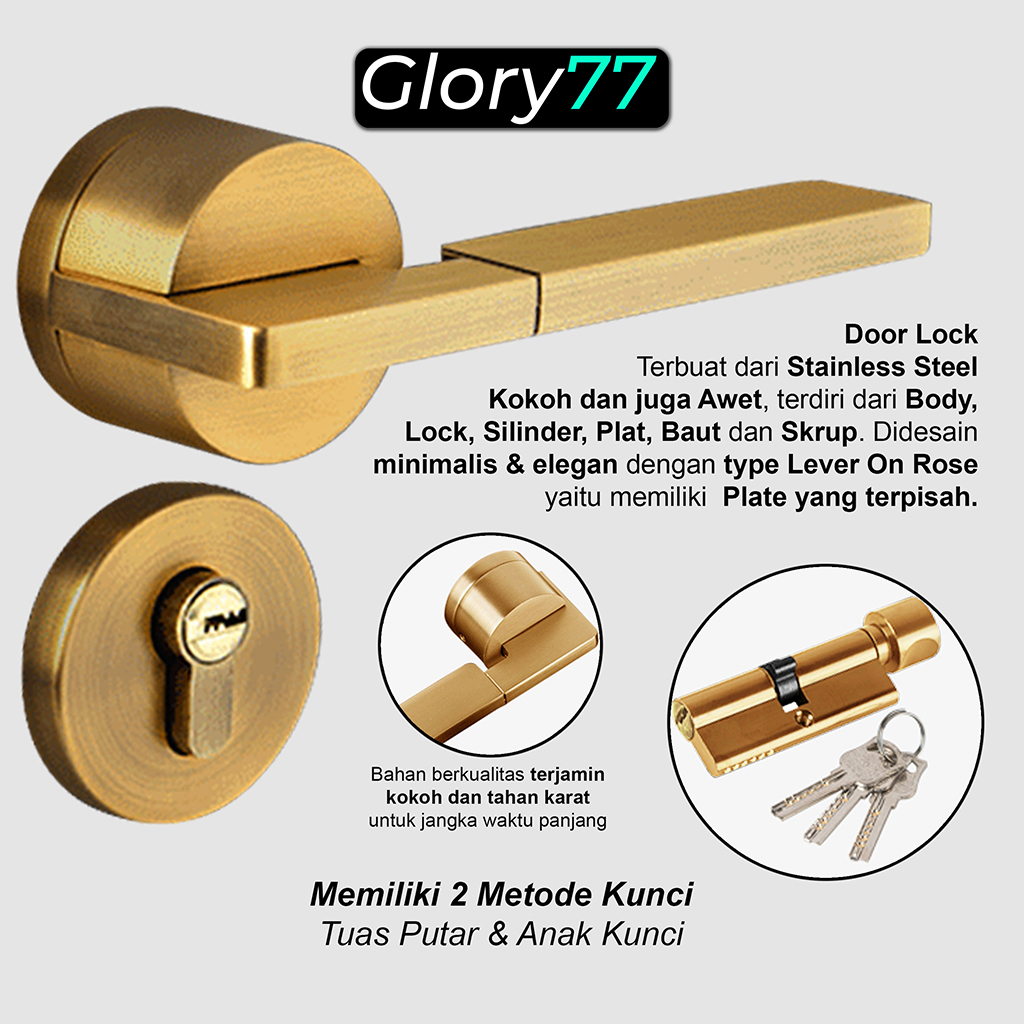 Glory77
Door Lock
Terbuat dari Stainless Steel
Kokoh dan juga Awet, terdiri dari Body,
Lock, Silinder, Plat, Baut dan Skrup. Didesain
minimalis & elegan dengan type Lever On Rose
yaitu memiliki Plate yang terpisah.
Bahan berkualitas terjamin
kokoh dan tahan karat
untuk jangka waktu panjang
Memiliki 2 Metode Kunci
Tuas Putar & Anak Kunci